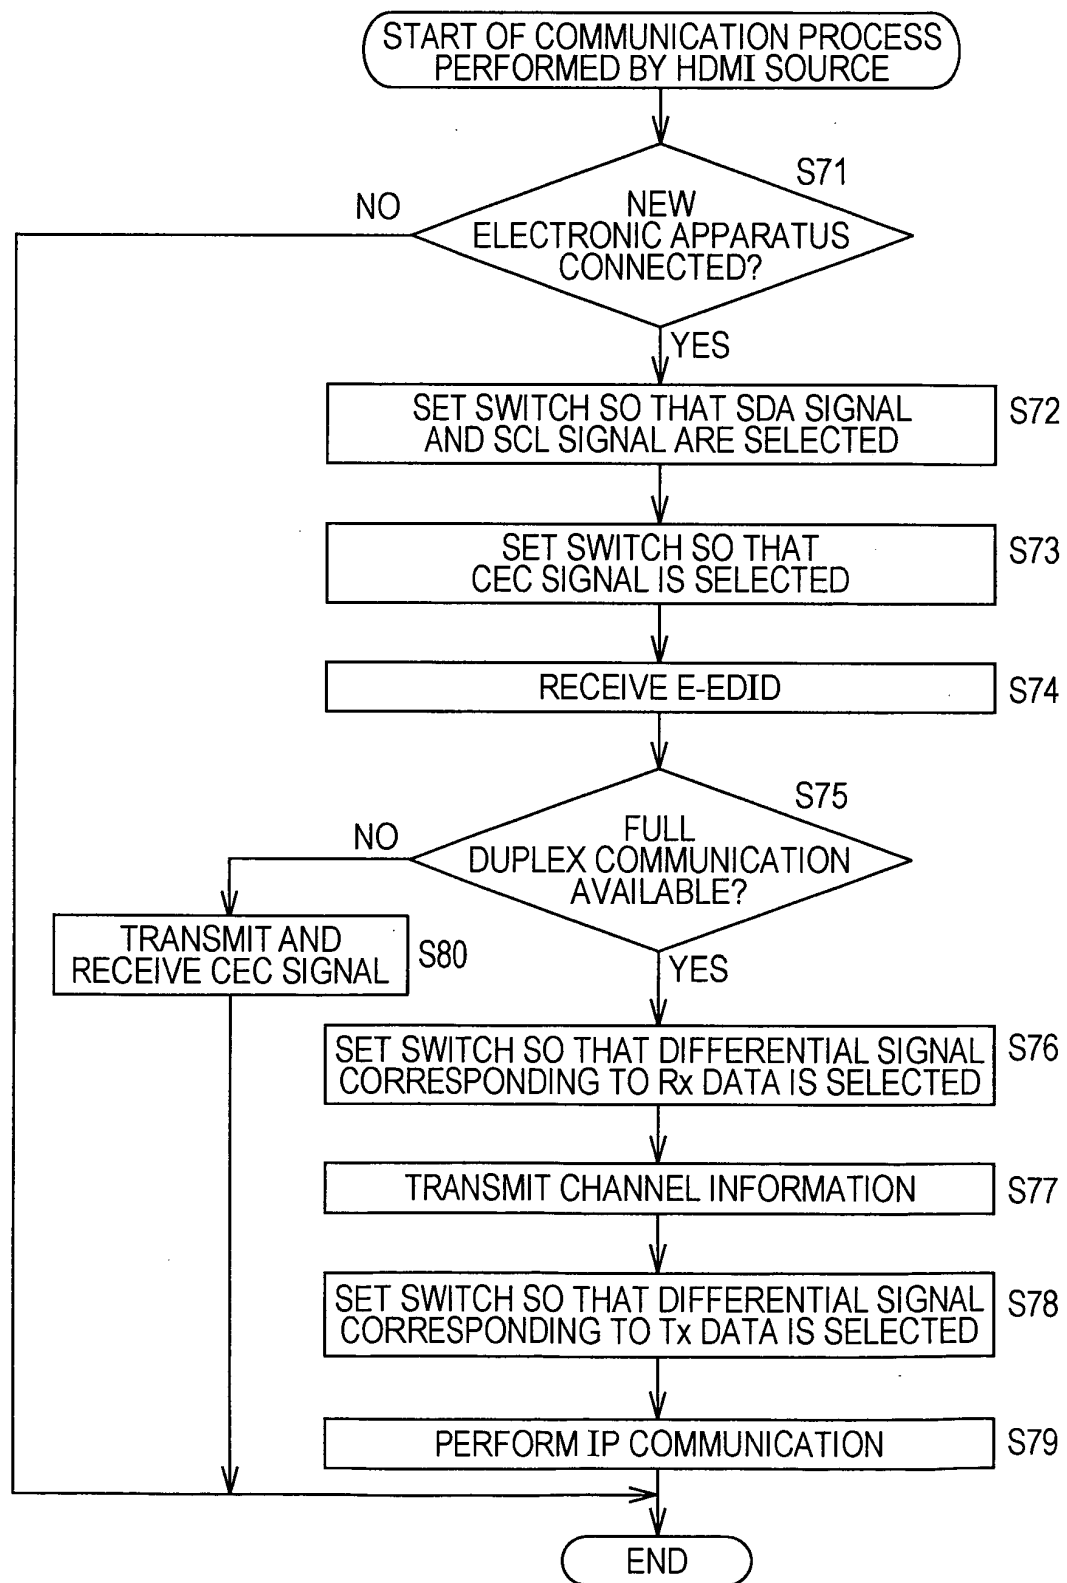 START OF COMMUNICATION PROCESS
PERFORMED BY HDMI SOURCE
S71
NO
NEW
ELECTRONIC APPARATUS
CONNECTED?
YES
SET SWITCH SO THAT SDA SIGNAL
AND SCL SIGNAL ARE SELECTED
S72
SET SWITCH SO THAT
CEC SIGNAL IS SELECTED
S73
RECEIVE E-EDID
S74
S75
NO
FULL
DUPLEX COMMUNICATION
AVAILABLE?
TRANSMIT AND
RECEIVE CEC SIGNAL
S80
YES
SET SWITCH SO THAT DIFFERENTIAL SIGNAL
CORRESPONDING TO Rx DATA IS SELECTED
S76
TRANSMIT CHANNEL INFORMATION
S77
SET SWITCH SO THAT DIFFERENTIAL SIGNAL
CORRESPONDING TO Tx DATA IS SELECTED
S78
PERFORM IP COMMUNICATION
S79
END